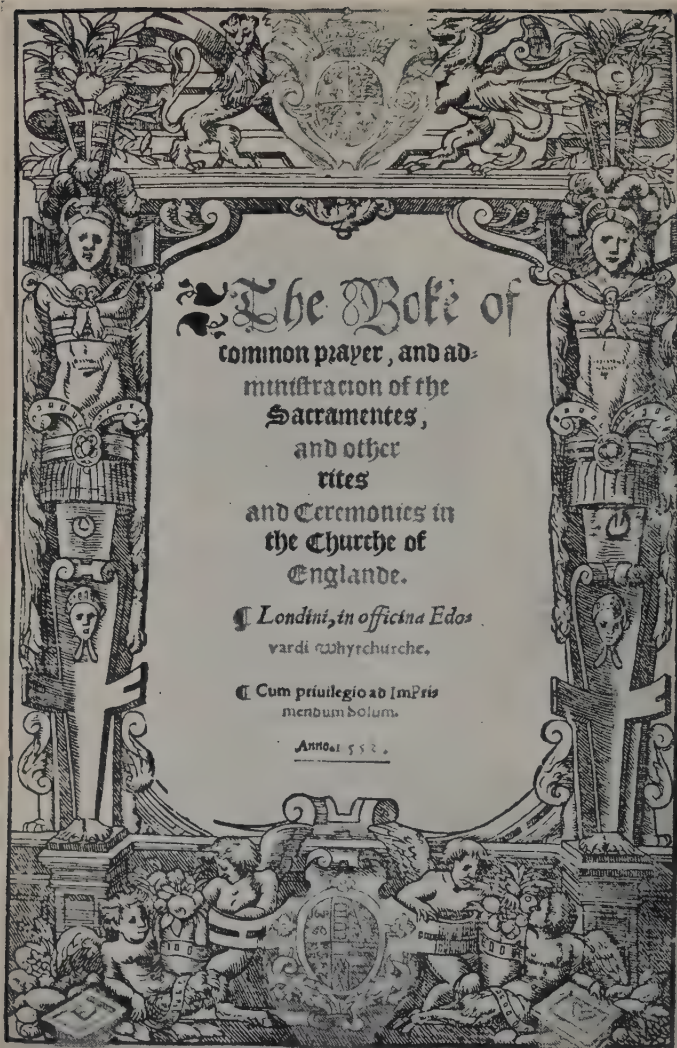 The Boke of
common prayer, and ad-
ministracion of the
Sacramentes,
and other
rites
and Ceremonies in
the Churche of
Englande.
¶ Londini, in officina Edo-
vardi Whytchurche.
¶ Cum priuilegio ad ImPri-
mendum Solum.
Anno. 1552.